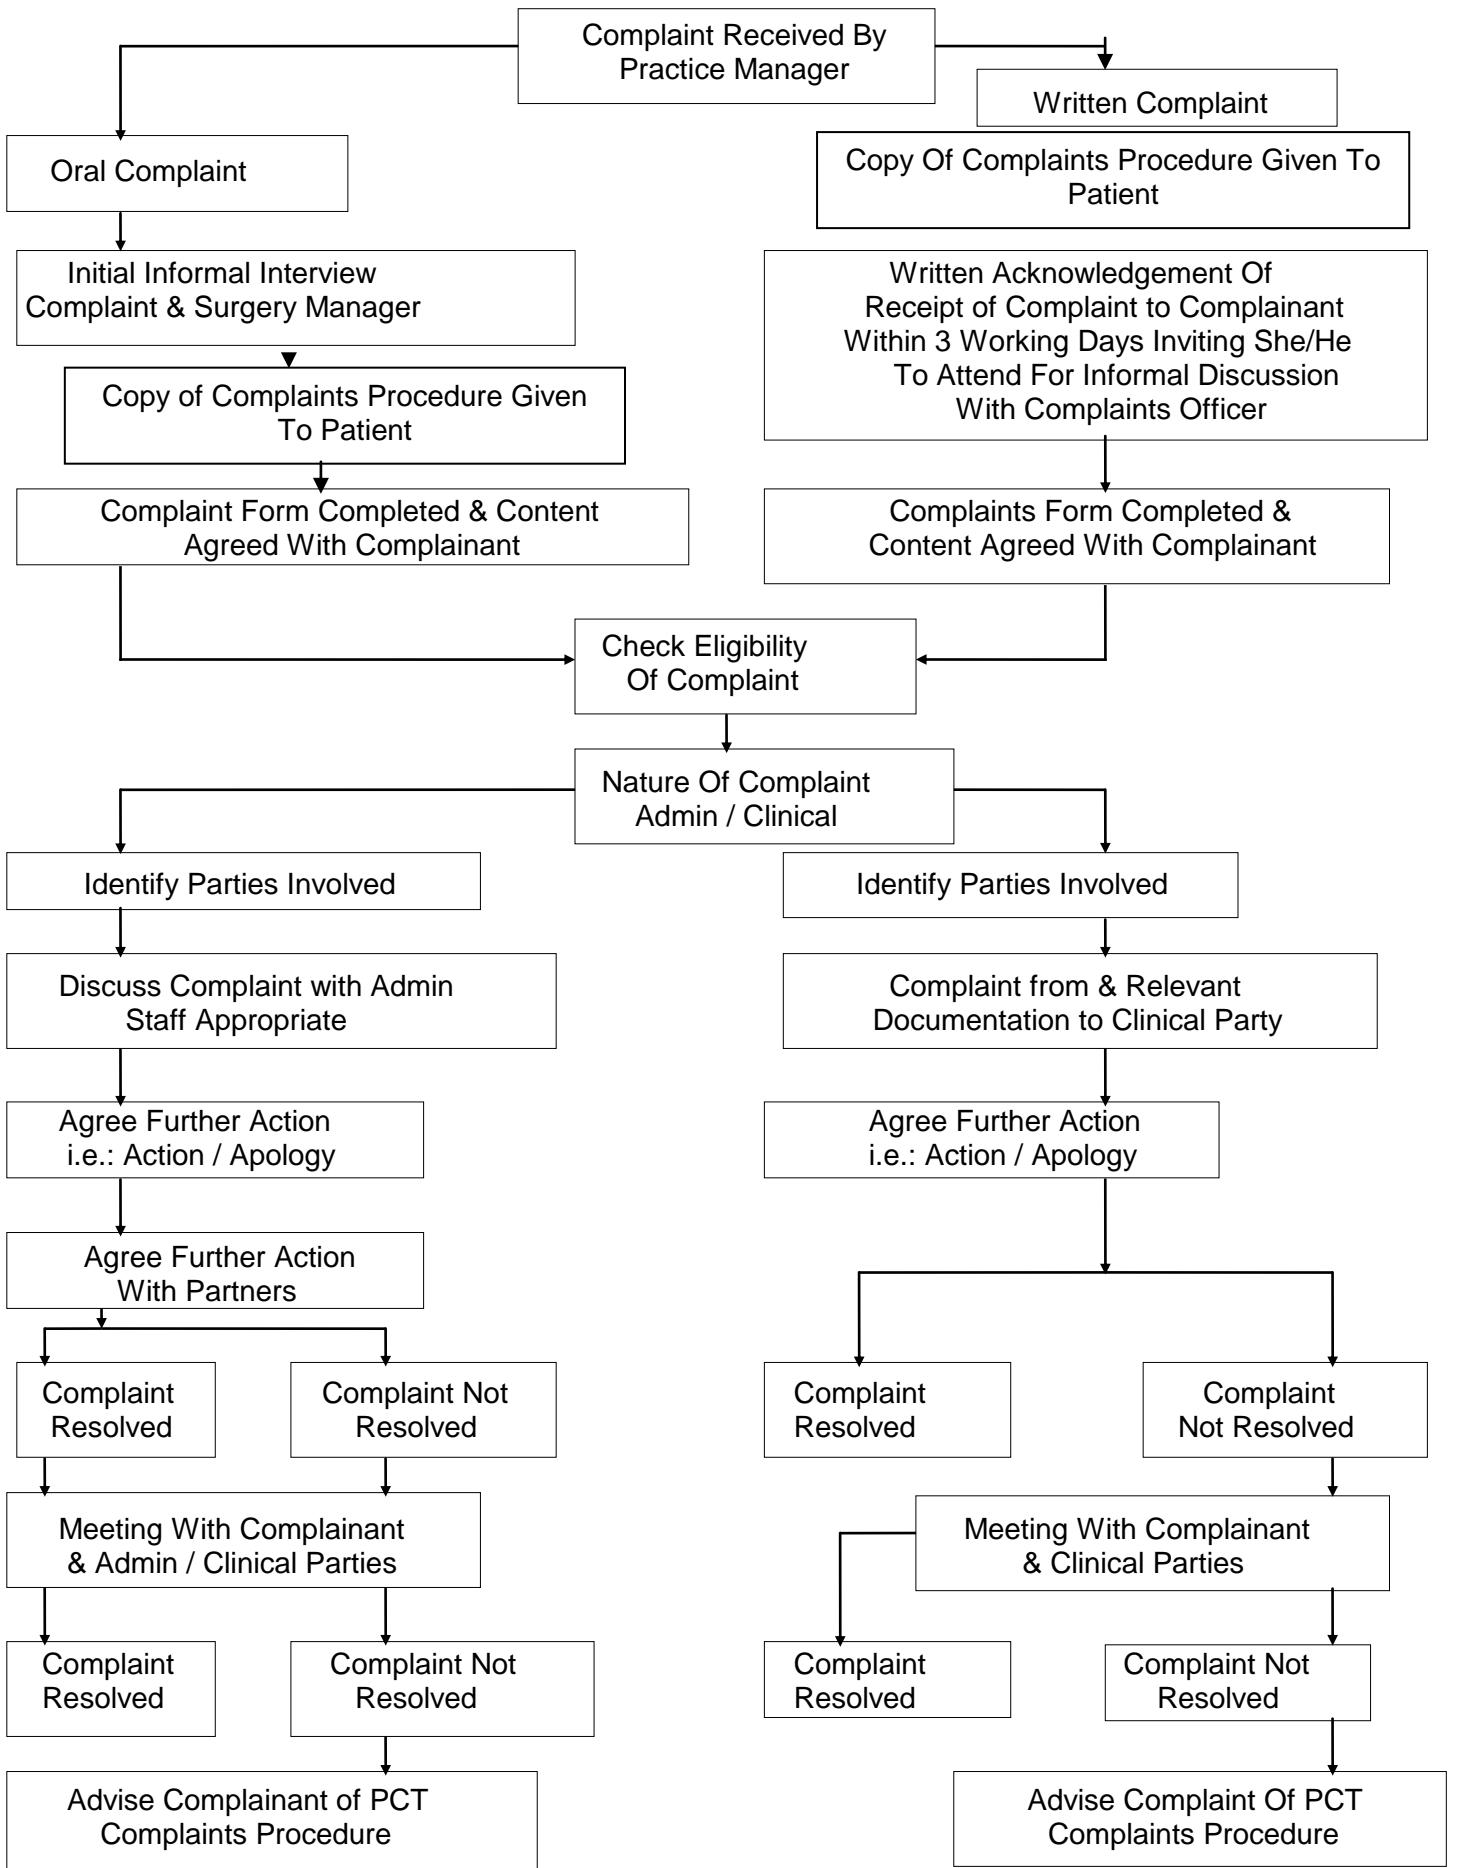 Complaint Received By
Practice Manager
Written Complaint
Oral Complaint
Copy Of Complaints Procedure Given To
Patient
Initial Informal Interview
Complaint & Surgery Manager
Written Acknowledgement Of
Receipt of Complaint to Complainant
Within 3 Working Days Inviting She/He
To Attend For Informal Discussion
With Complaints Officer
Copy of Complaints Procedure Given
To Patient
Complaint Form Completed & Content
Agreed With Complainant
Complaints Form Completed &
Content Agreed With Complainant
Check Eligibility
Of Complaint
Nature Of Complaint
Admin / Clinical
Identify Parties Involved
Identify Parties Involved
Discuss Complaint with Admin
Staff Appropriate
Complaint from & Relevant
Documentation to Clinical Party
Agree Further Action
i.e.: Action / Apology
Agree Further Action
i.e.: Action / Apology
Agree Further Action
With Partners
Complaint
Resolved
Complaint Not
Resolved
Complaint
Resolved
Complaint
Not Resolved
Meeting With Complainant
& Admin / Clinical Parties
Meeting With Complainant
& Clinical Parties
Complaint
Resolved
Complaint Not
Resolved
Complaint
Resolved
Complaint Not
Resolved
Advise Complainant of PCT
Complaints Procedure
Advise Complaint Of PCT
Complaints Procedure